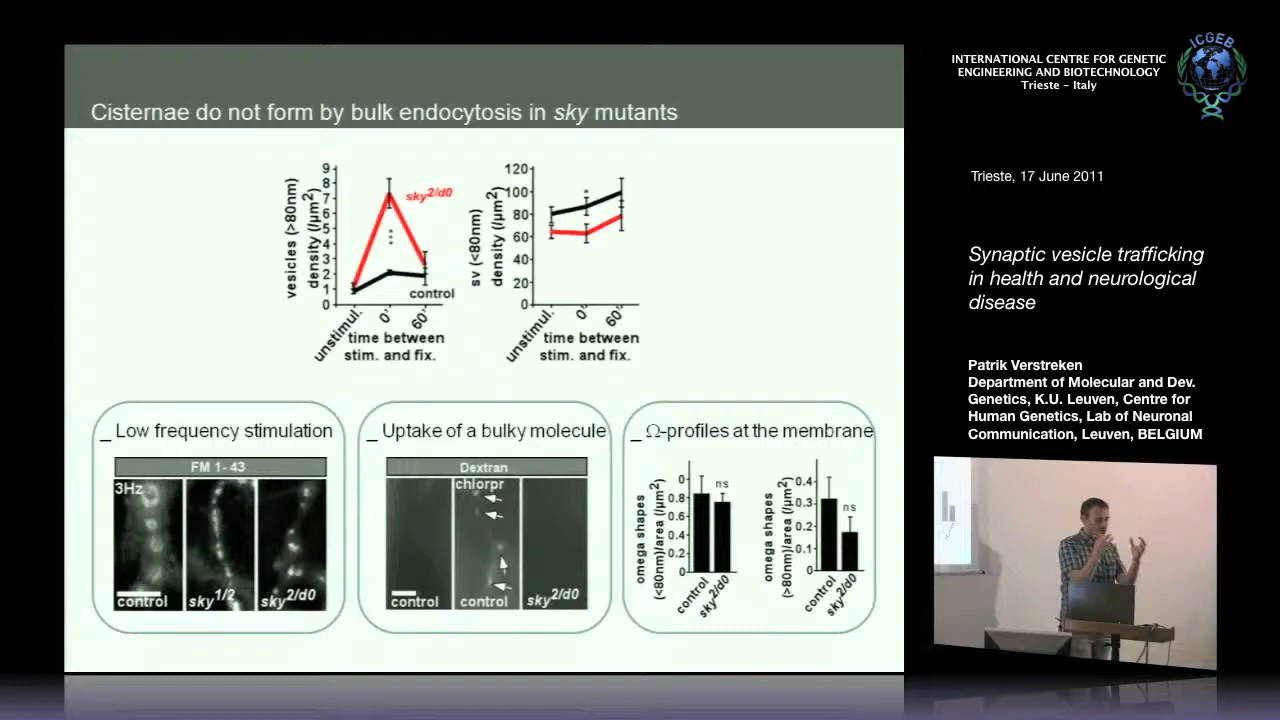 Cisternae do not form by bulk endocytosis in sky mutants
vesicles (>80nm)
density (/µm²)
9
8
7
6
5
4
3
2
1
0
sky2/d0
control
unstimul.
0'
60'
time between
stim. and fix.
sv (<80nm)
density (/µm²)
120
100
80
60
40
20
0
*
unstimul.
0'
60'
time between
stim. and fix.
_ Low frequency stimulation
FM 1-43
3Hz
control
sky1/2
sky2/d0
_ Uptake of a bulky molecule
Dextran
chlorpr
control
control
sky2/d0
_ Ω-profiles at the membrane
omega shapes
(<80nm)/area (/µm²)
0
0.8
0.6
0.4
0.2
0
ns
control
sky2/d0
omega shapes
(>80nm)/area (/µm²)
0.4
0.3
0.2
0.1
0
ns
control
sky2/d0
INTERNATIONAL CENTRE FOR GENETIC
ENGINEERING AND BIOTECHNOLOGY
Trieste - Italy
ICGEB
Trieste, 17 June 2011
Synaptic vesicle trafficking
in health and neurological
disease
Patrik Verstreken
Department of Molecular and Dev.
Genetics, K.U. Leuven, Centre for
Human Genetics, Lab of Neuronal
Communication, Leuven, BELGIUM